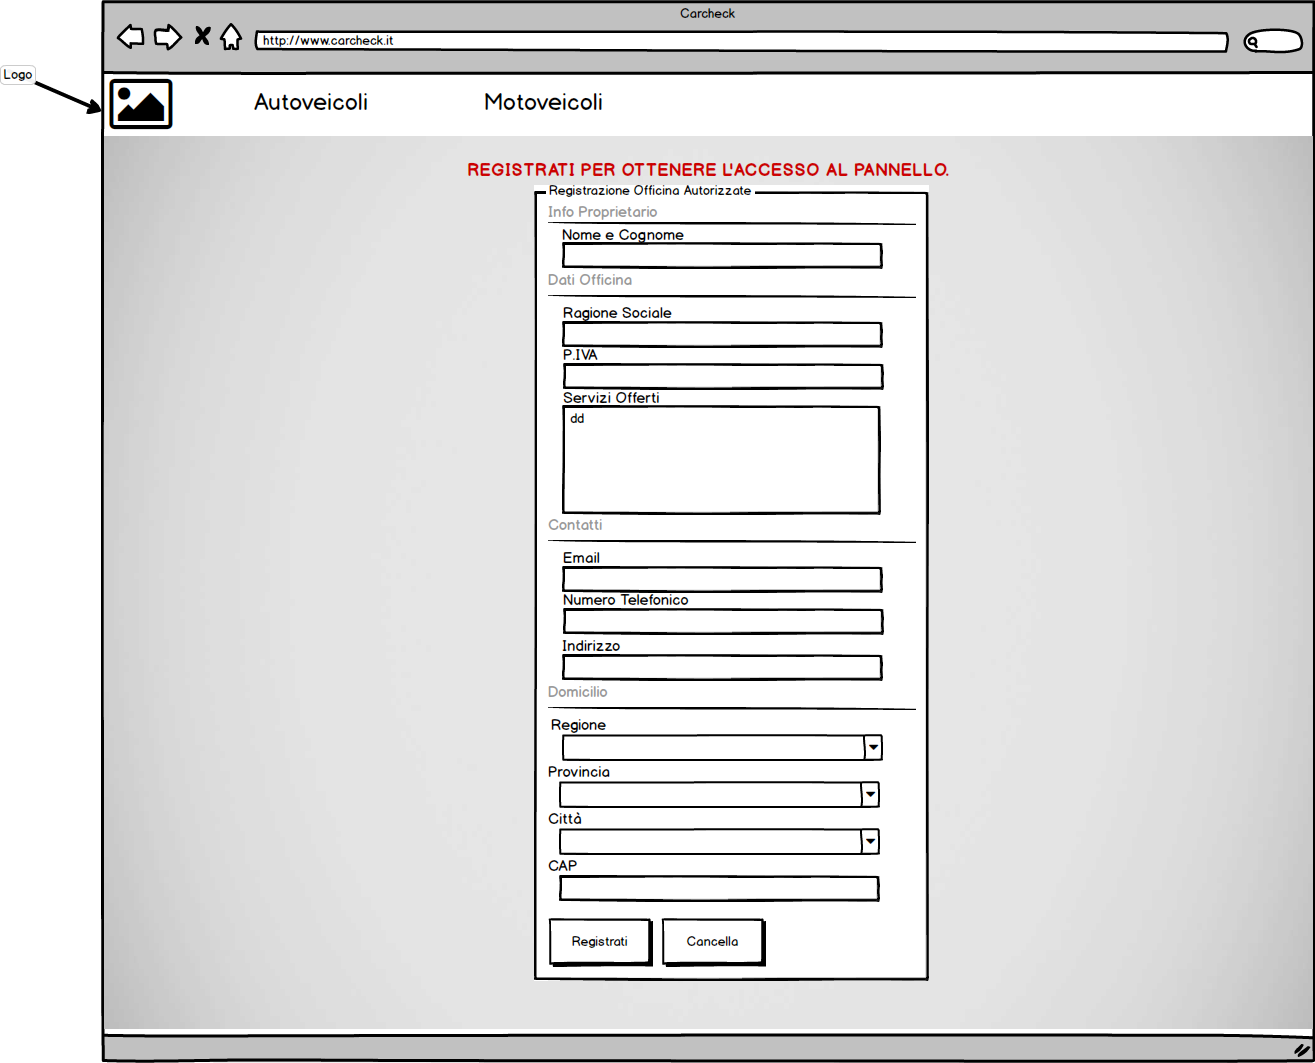 Carcheck
http://www.carcheck.it
Logo
Autoveicoli
Motoveicoli
REGISTRATI PER OTTENERE L'ACCESSO AL PANNELLO.
Registrazione Officina Autorizzate
Info Proprietario
Nome e Cognome
Dati Officina
Ragione Sociale
P.IVA
Servizi Offerti
dd
Contatti
Email
Numero Telefonico
Indirizzo
Domicilio
Regione
Provincia
Città
CAP
Registrati
Cancella